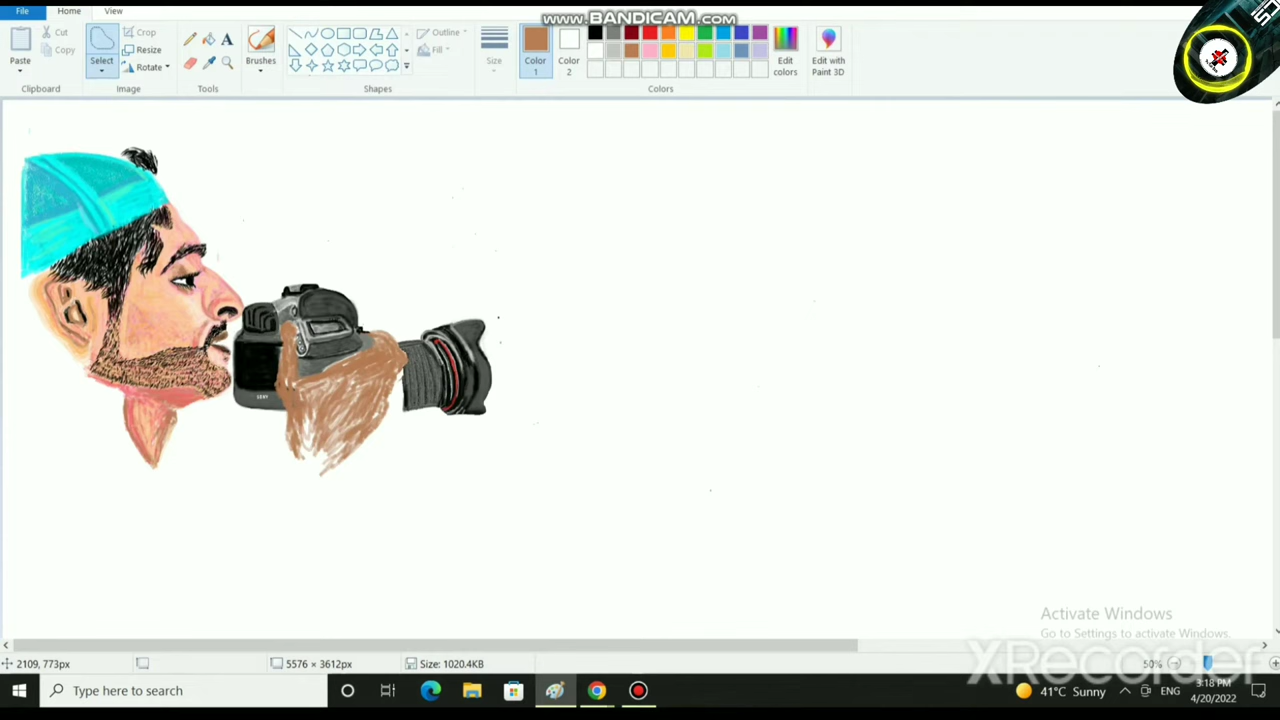 www.BANDICAM.com
File Home View
Paste
Cut
Copy
Clipboard
Select
Crop
Resize
Rotate
Image
A
Tools
Brushes
Shapes
Outline
Fill
Size
Color
1
Color
2
Colors
Edit
colors
Edit with
Paint 3D
Activate Windows
Go to Settings to activate Windows.
XRecorder
2109, 773px
5576 × 3612px
Size: 1020.4KB
50%
Type here to search
41°C Sunny
ENG
3:18 PM
4/20/2022